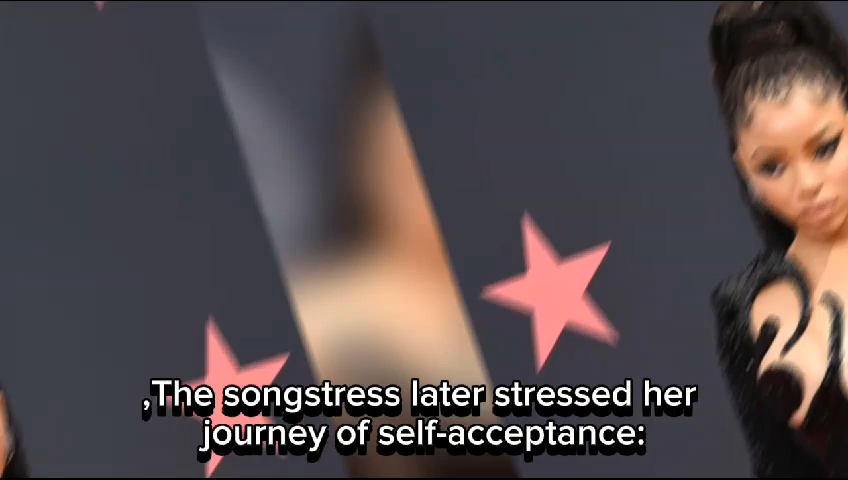 ,The songstress later stressed her
journey of self-acceptance: